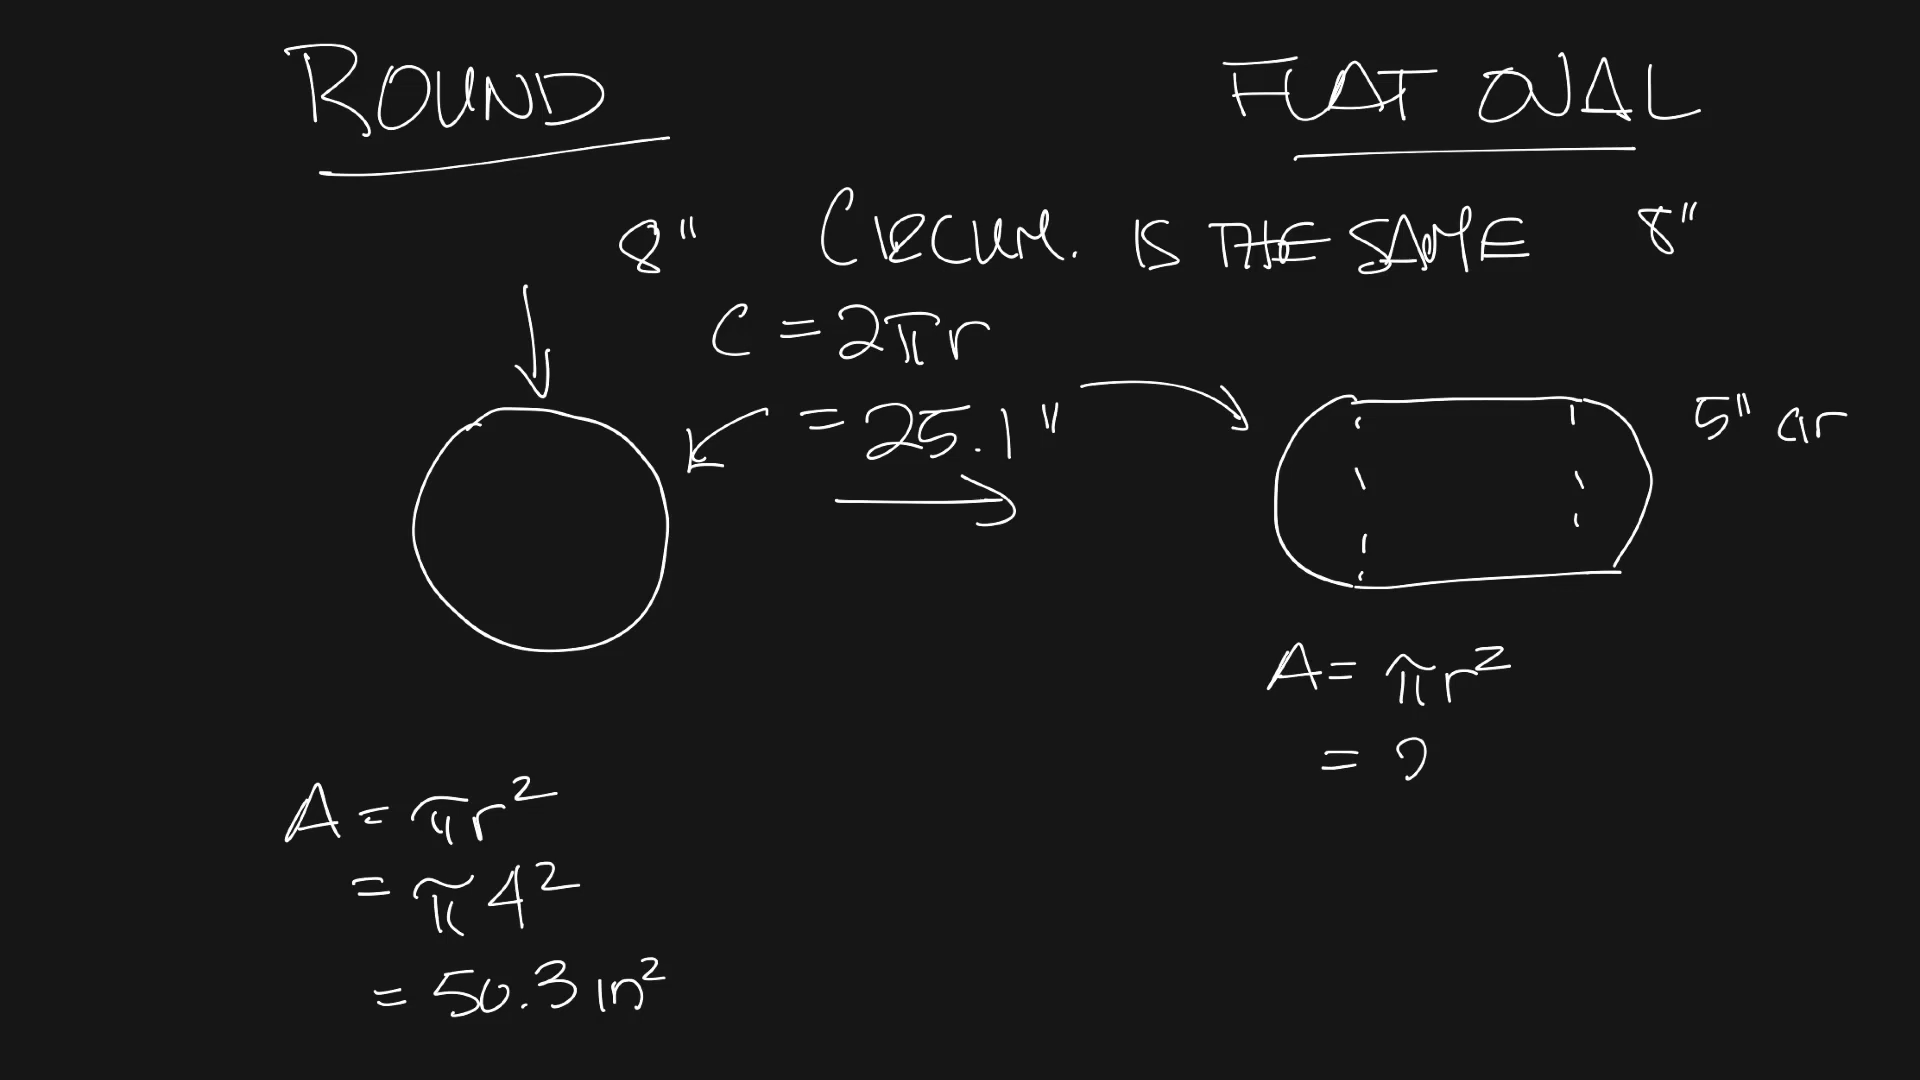 ROUND
FLAT OVAL
8" CIRCUM. IS THE SAME 8"
C = 2πr
= 25.1"
5" ar
A = πr²
= ?
A = πr²
= π4²
= 50.3 in²